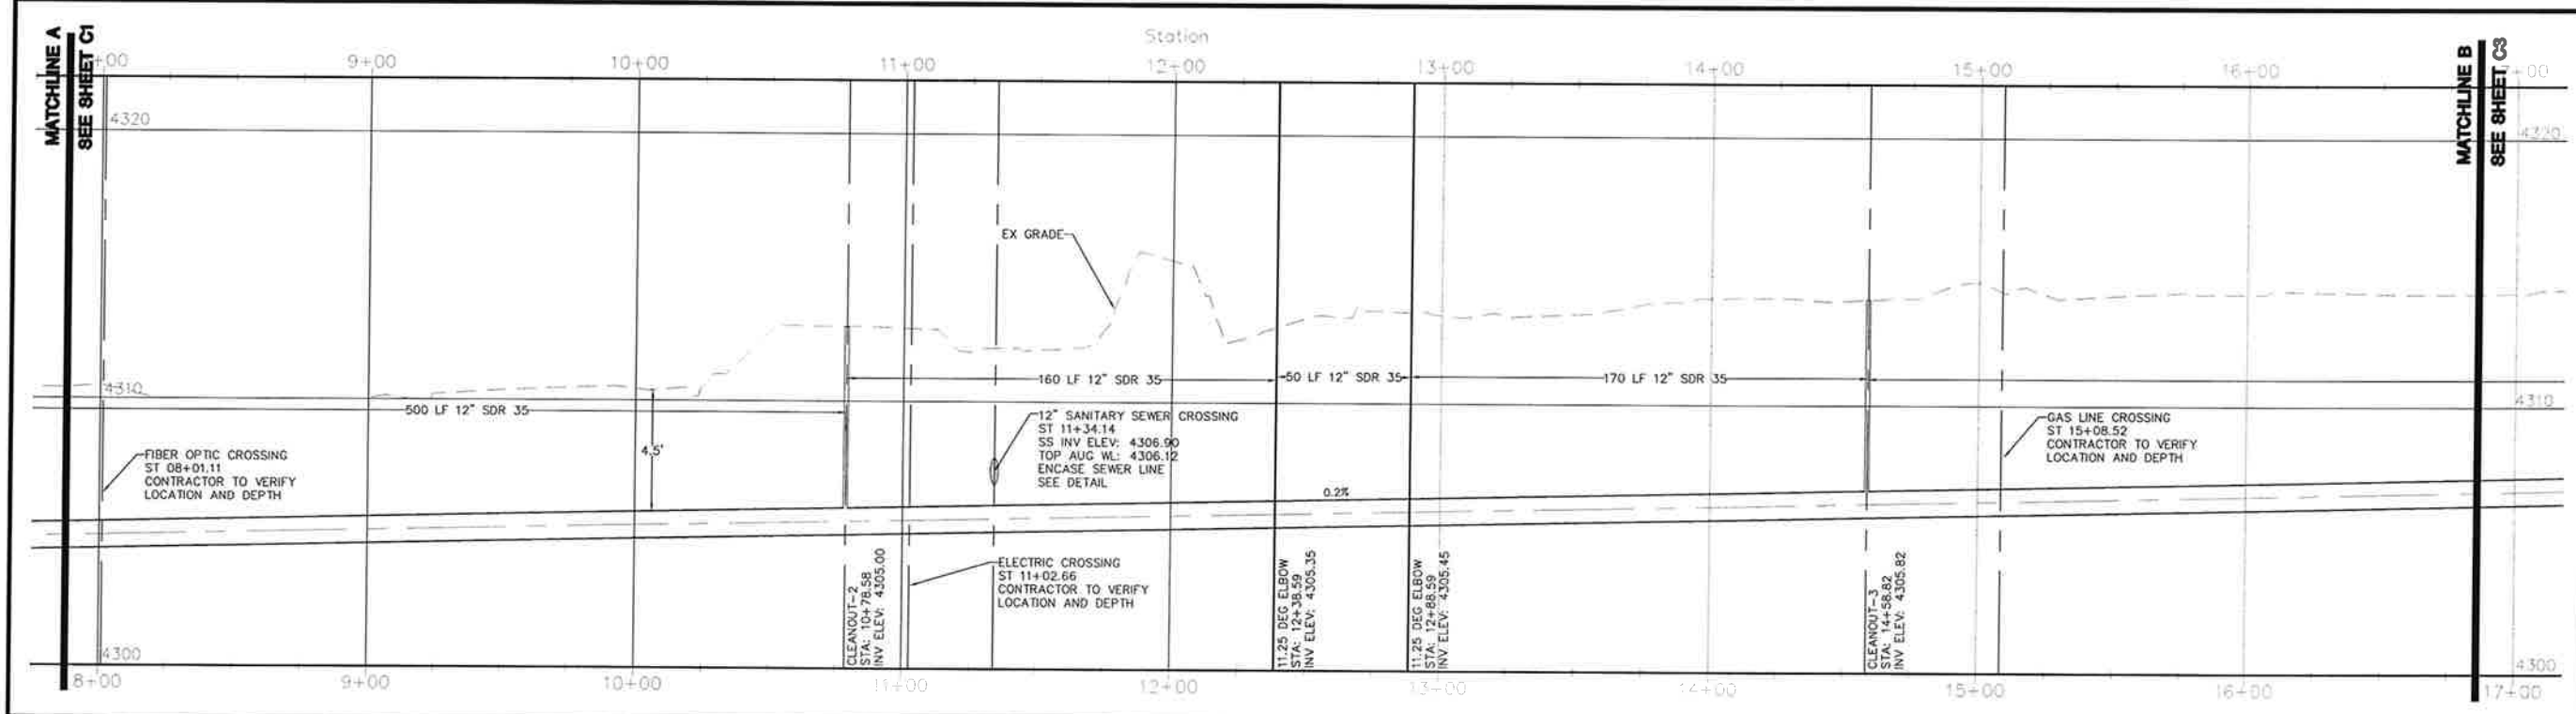 Station
MATCHLINE A
SEE SHEET C1
+00
9+00
10+00
11+00
12+00
13+00
14+00
15+00
16+00
7+00
MATCHLINE B
SEE SHEET C3
4320
4320
EX GRADE
4310
4310
500 LF 12" SDR 35
160 LF 12" SDR 35
50 LF 12" SDR 35
170 LF 12" SDR 35
4.5'
FIBER OPTIC CROSSING
ST 08+01.11
CONTRACTOR TO VERIFY
LOCATION AND DEPTH
12" SANITARY SEWER CROSSING
ST 11+34.14
SS INV ELEV: 4306.90
TOP AUG WL: 4306.12
ENCASE SEWER LINE
SEE DETAIL
GAS LINE CROSSING
ST 15+08.52
CONTRACTOR TO VERIFY
LOCATION AND DEPTH
0.2%
ELECTRIC CROSSING
ST 11+02.66
CONTRACTOR TO VERIFY
LOCATION AND DEPTH
CLEANOUT-2
STA: 10+78.58
INV ELEV: 4305.00
11.25 DEG ELBOW
STA: 12+38.59
INV ELEV: 4305.35
11.25 DEG ELBOW
STA: 12+88.59
INV ELEV: 4305.45
CLEANOUT-3
STA: 14+58.82
INV ELEV: 4305.82
4300
4300
8+00
9+00
10+00
11+00
12+00
13+00
14+00
15+00
16+00
17+00